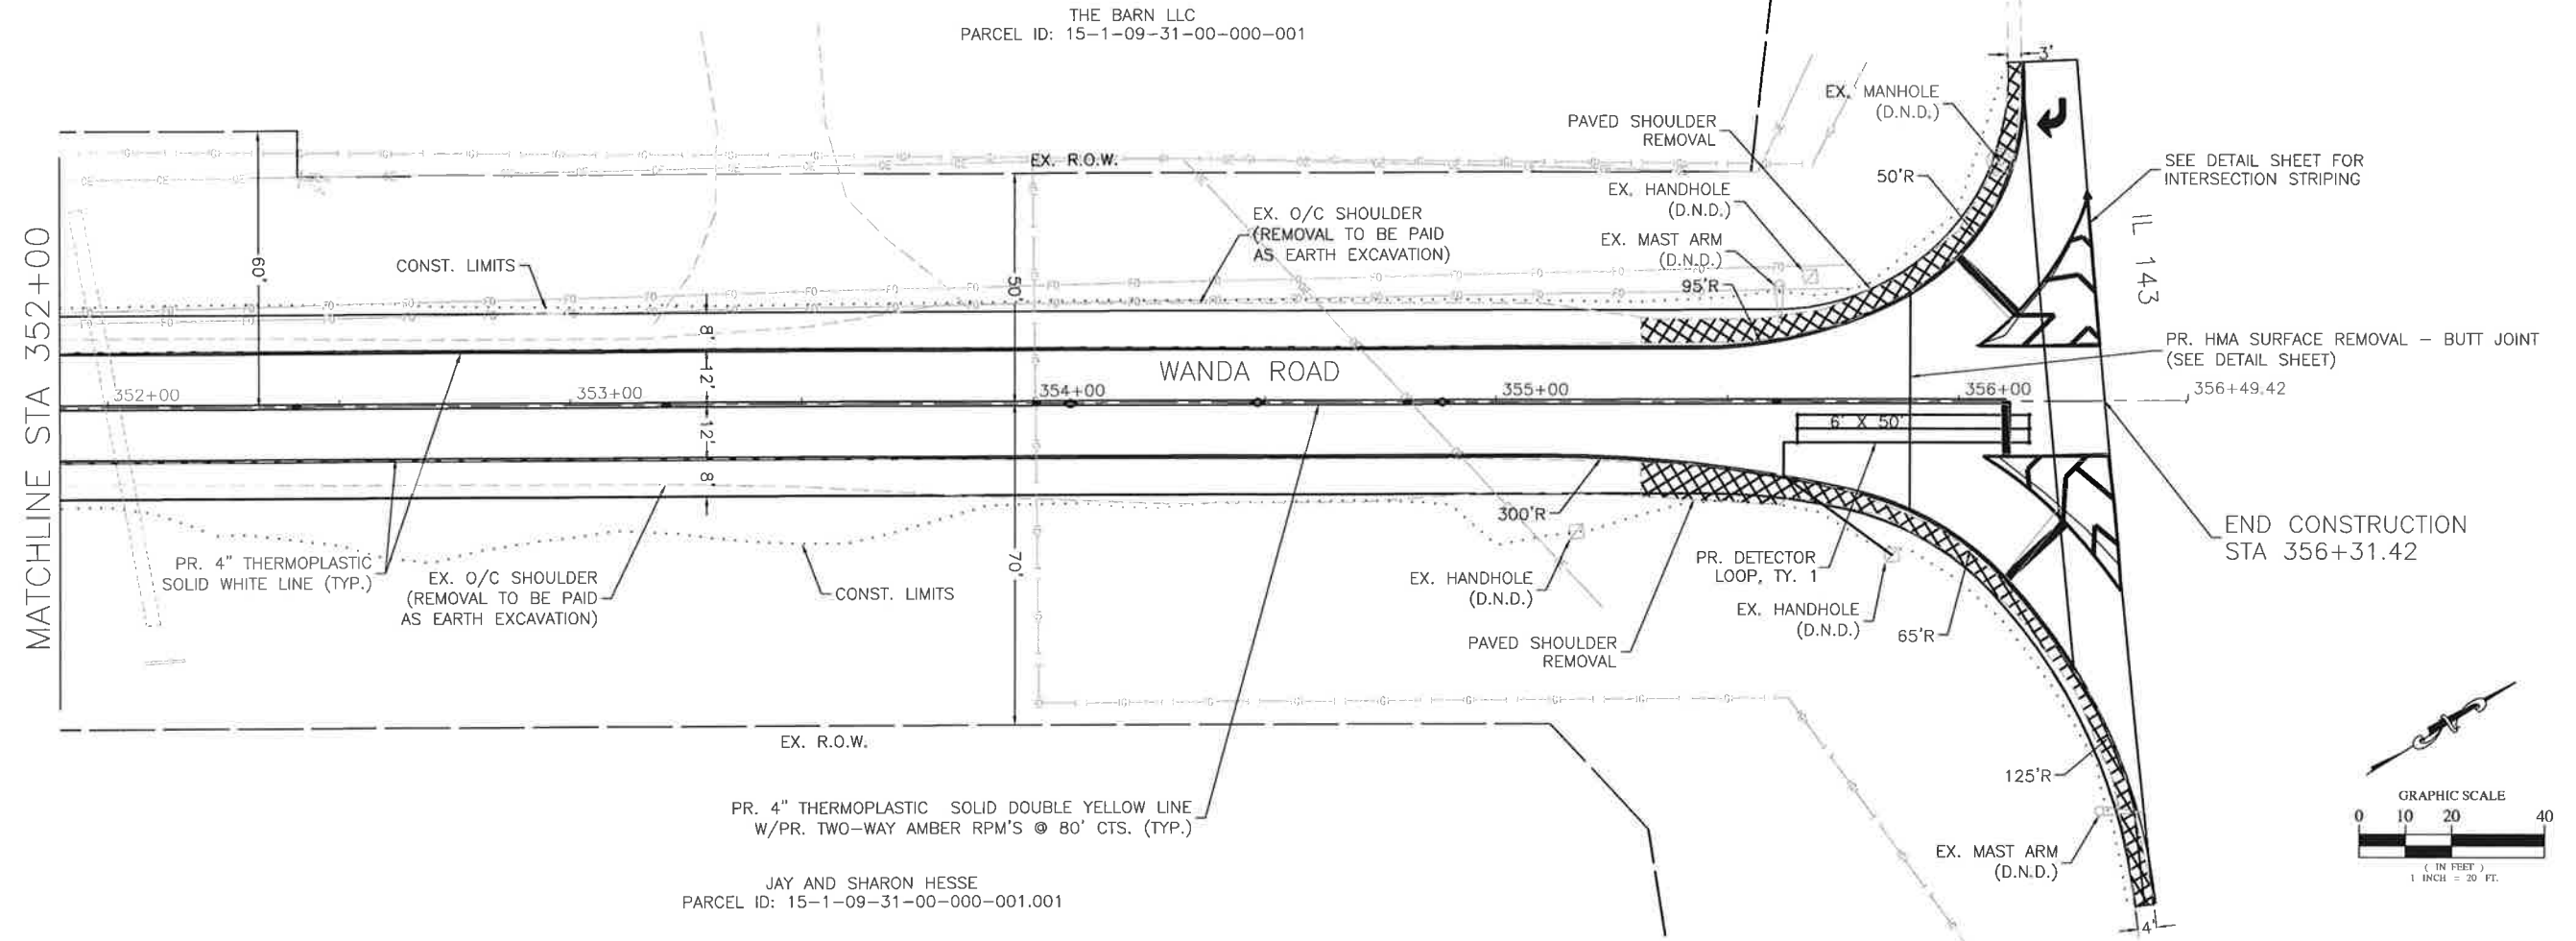 THE BARN LLC
PARCEL ID: 15-1-09-31-00-000-001
3'
EX. MANHOLE
(D.N.D.)
PAVED SHOULDER
REMOVAL
EX. R.O.W.
SEE DETAIL SHEET FOR
INTERSECTION STRIPING
50'R
EX. HANDHOLE
(D.N.D.)
EX. O/C SHOULDER
(REMOVAL TO BE PAID
AS EARTH EXCAVATION)
EX. MAST ARM
(D.N.D.)
IL 143
60'
CONST. LIMITS
50'
95'R
MATCHLINE STA 352+00
8'
12'
12'
8'
WANDA ROAD
PR. HMA SURFACE REMOVAL - BUTT JOINT
(SEE DETAIL SHEET)
352+00
353+00
354+00
355+00
356+00
356+49.42
6' X 50'
300'R
END CONSTRUCTION
STA 356+31.42
PR. 4" THERMOPLASTIC
SOLID WHITE LINE (TYP.)
EX. O/C SHOULDER
(REMOVAL TO BE PAID
AS EARTH EXCAVATION)
CONST. LIMITS
70'
EX. HANDHOLE
(D.N.D.)
PR. DETECTOR
LOOP, TY. 1
EX. HANDHOLE
(D.N.D.)
65'R
PAVED SHOULDER
REMOVAL
EX. R.O.W.
125'R
PR. 4" THERMOPLASTIC SOLID DOUBLE YELLOW LINE
W/PR. TWO-WAY AMBER RPM'S @ 80' CTS. (TYP.)
EX. MAST ARM
(D.N.D.)
4'
JAY AND SHARON HESSE
PARCEL ID: 15-1-09-31-00-000-001.001
GRAPHIC SCALE
0 10 20 40
( IN FEET )
1 INCH = 20 FT.